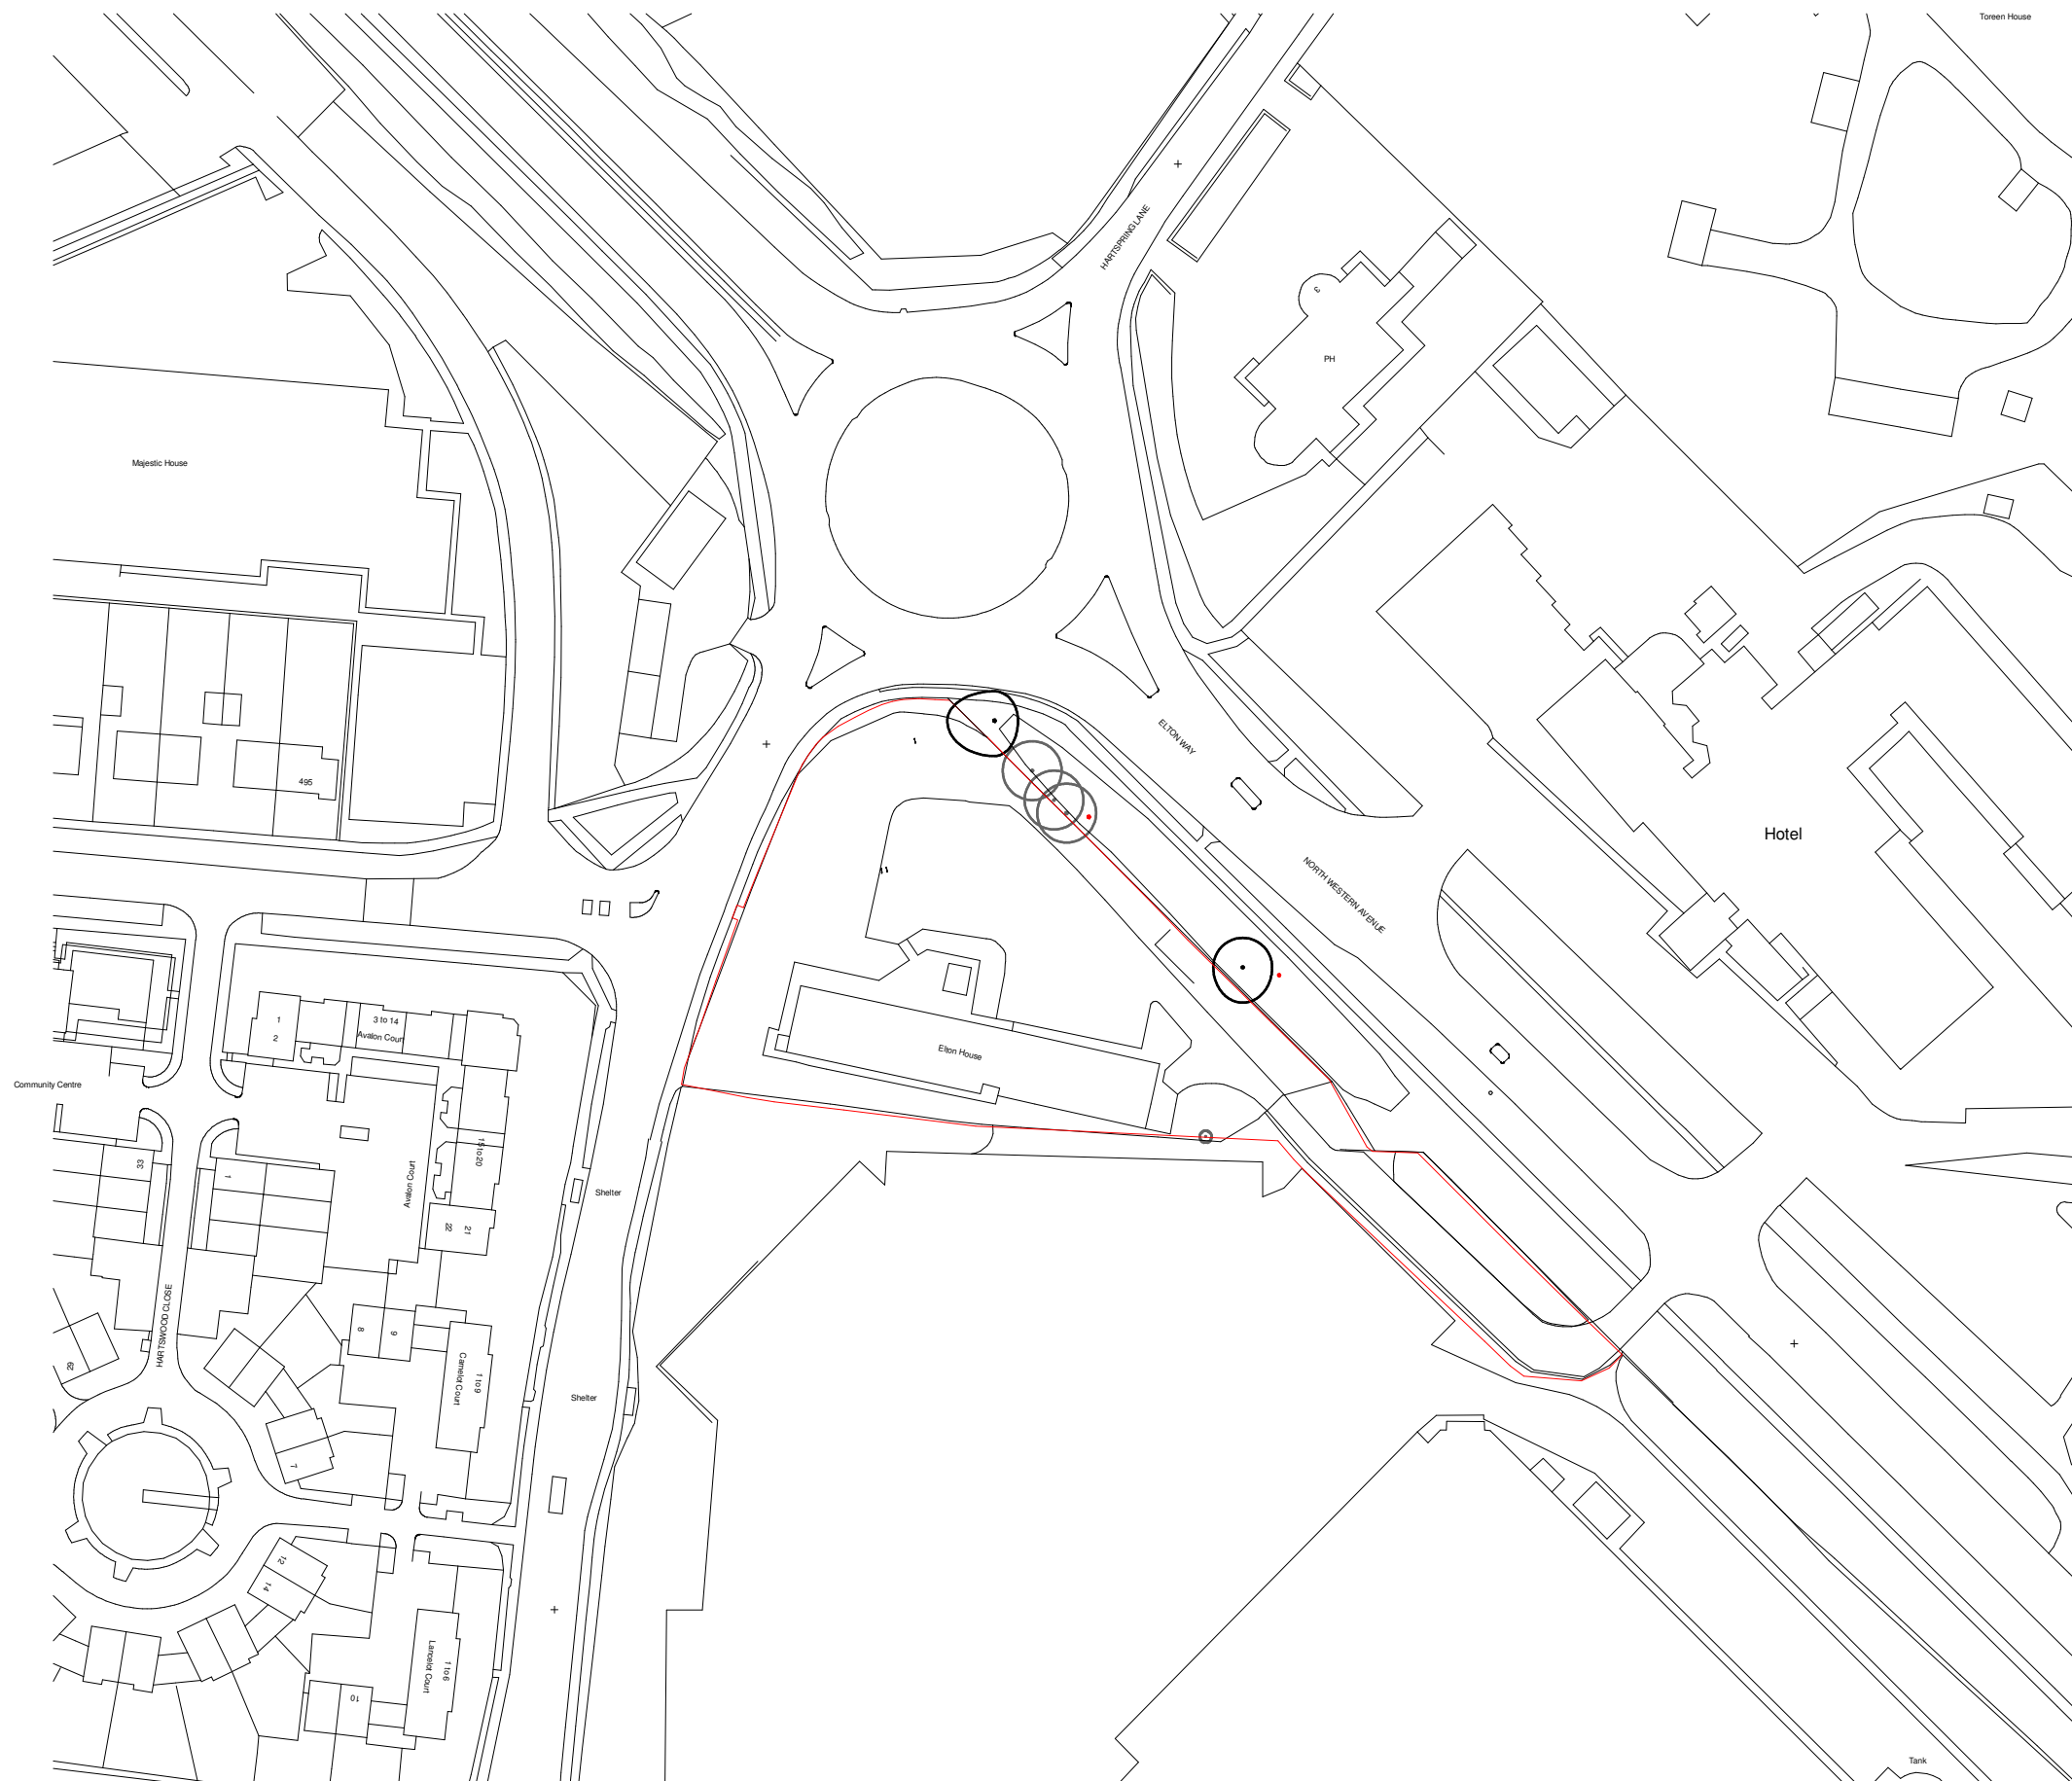 Toreen House
HARTSPRING LANE
3
PH
Majestic House
ELTON WAY
495
Hotel
NORTH WESTERN AVENUE
1
2
3 to 14
Avalon Court
Elton House
Community Centre
15 to 20
33
1
Avalon Court
Shelter
22
21
HARTSWOOD CLOSE
8
9
1 to 9
Camelot Court
Shelter
7
12
14
1 to 6
Lancelot Court
10
Tank